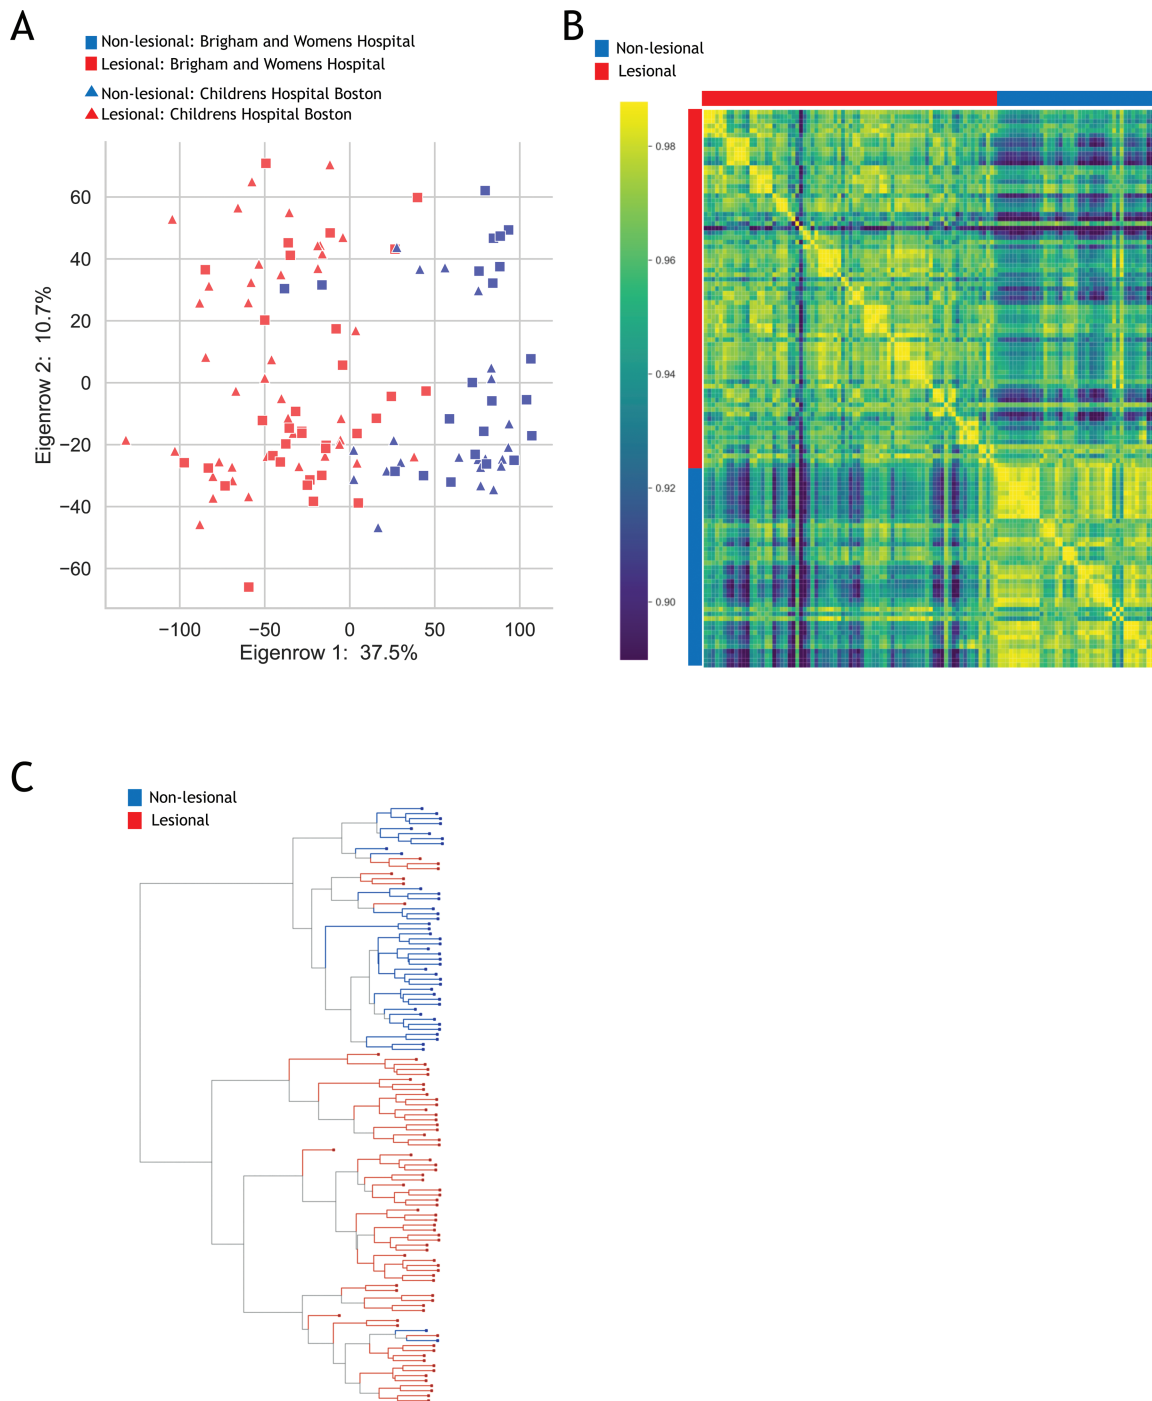 A
Non-lesional: Brigham and Womens Hospital
Lesional: Brigham and Womens Hospital
Non-lesional: Childrens Hospital Boston
Lesional: Childrens Hospital Boston
60
40
20
0
−20
−40
−60
−100
−50
0
50
100
Eigenrow 2: 10.7%
Eigenrow 1: 37.5%
B
Non-lesional
Lesional
0.98
0.96
0.94
0.92
0.90
C
Non-lesional
Lesional